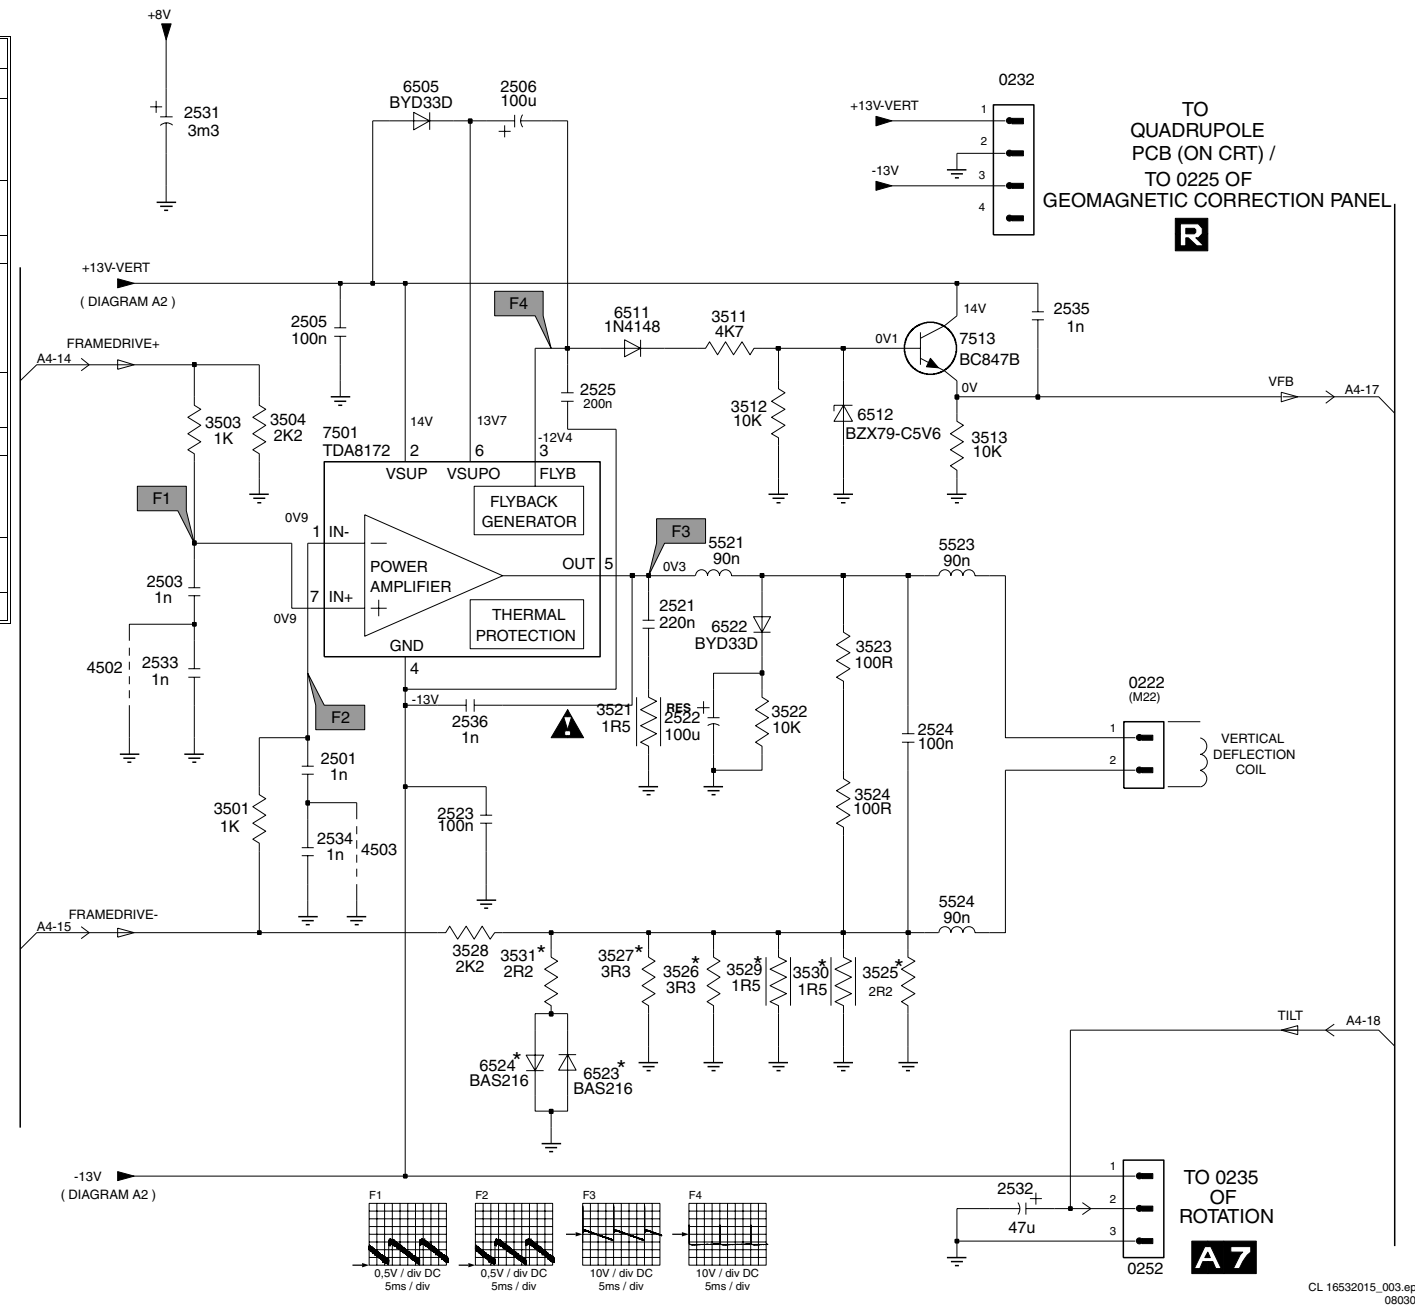 +8V
2531
3m3
6505
BYD33D
2506
100u
0232
+13V-VERT
1
2
-13V
3
4
TO
QUADRUPOLE
PCB (ON CRT) /
TO 0225 OF
GEOMAGNETIC CORRECTION PANEL
R
+13V-VERT
( DIAGRAM A2 )
2505
100n
F4
6511
1N4148
3511
4K7
14V
0V1
7513
BC847B
0V
2535
1n
FRAMEDRIVE+
A4-14
VFB
A4-17
3503
1K
3504
2K2
2525
200n
3512
10K
6512
BZX79-C5V6
3513
10K
7501
TDA8172
14V
2
13V7
6
-12V4
3
VSUP
VSUPO
FLYB
FLYBACK
GENERATOR
F1
0V9
1
IN-
F3
POWER
AMPLIFIER
OUT
5
0V3
5521
90n
5523
90n
7
IN+
0V9
THERMAL
PROTECTION
GND
4
2503
1n
4502
2533
1n
2521
220n
6522
BYD33D
3523
100R
F2
-13V
2536
1n
3521
1R5
RES
2522
100u
3522
10K
2524
100n
0222
(M22)
1
2
VERTICAL
DEFLECTION
COIL
2501
1n
3501
1K
2534
1n
4503
2523
100n
3524
100R
FRAMEDRIVE-
A4-15
3528
2K2
5524
90n
3531*
2R2
3527*
3R3
3526*
3R3
3529*
1R5
3530*
1R5
3525*
2R2
6524*
BAS216
6523*
BAS216
TILT
A4-18
-13V
( DIAGRAM A2 )
F1
0,5V / div DC
5ms / div
F2
0,5V / div DC
5ms / div
F3
10V / div DC
5ms / div
F4
10V / div DC
5ms / div
2532
47u
1
2
3
0252
TO 0235
OF
ROTATION
A 7
CL 16532015_003.ep
08030